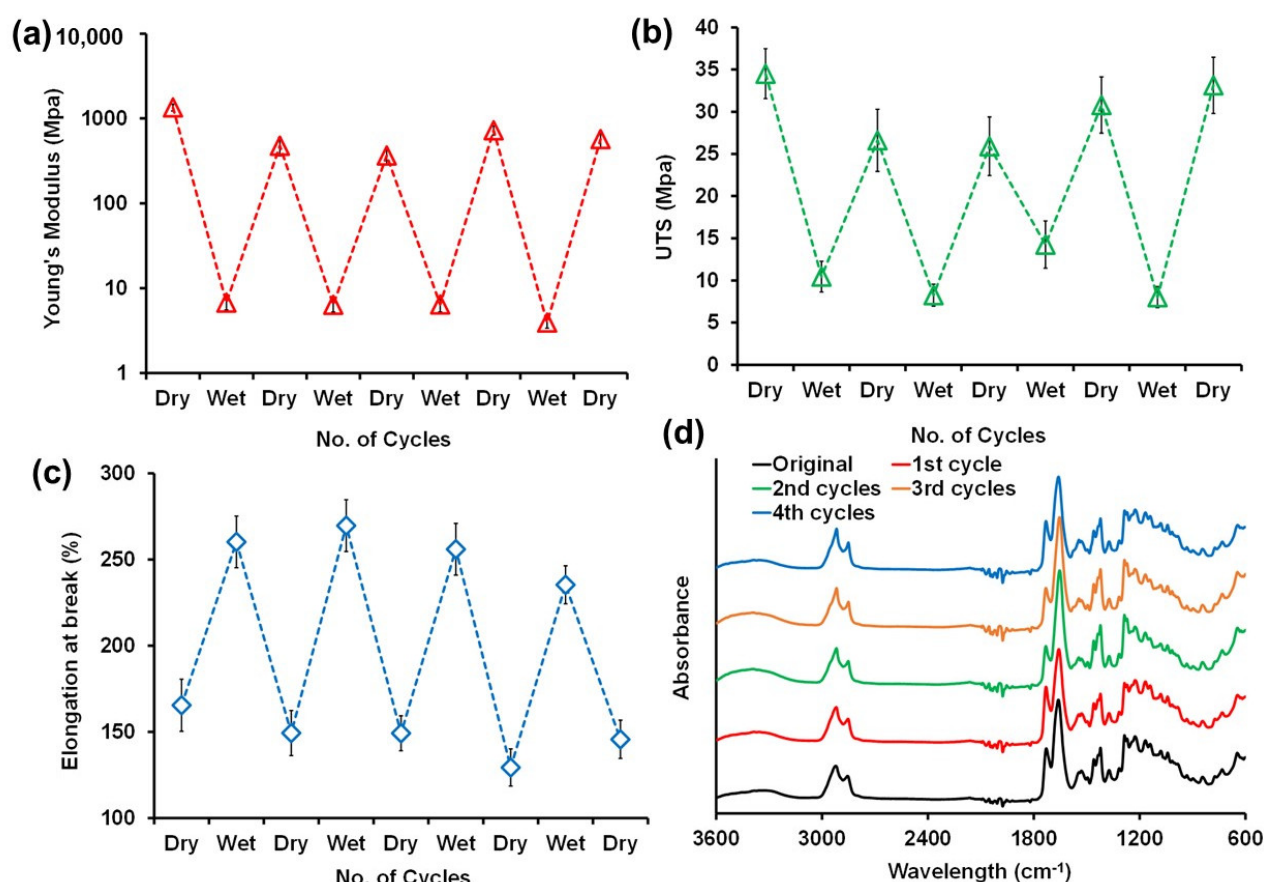 (a)
10,000
1000
100
10
1
Young's Modulus (Mpa)
Dry Wet Dry Wet Dry Wet Dry Wet Dry
No. of Cycles
(b)
40
35
30
25
20
15
10
5
0
UTS (Mpa)
Dry Wet Dry Wet Dry Wet Dry Wet Dry
No. of Cycles
(c)
300
250
200
150
100
Elongation at break (%)
Dry Wet Dry Wet Dry Wet Dry Wet Dry
No. of Cycles
(d)
Original 1st cycle
2nd cycles 3rd cycles
4th cycles
Absorbance
3600 3000 2400 1800 1200 600
Wavelength (cm-1)